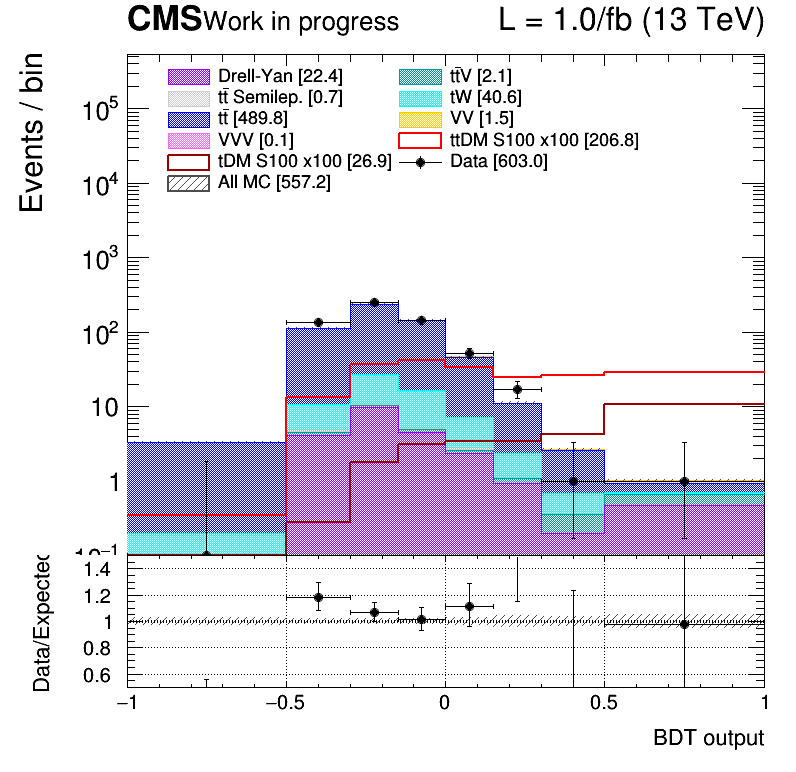 CMS Work in progress L = 1.0/fb (13 TeV)
Events / bin
Drell-Yan [22.4] tt̄V [2.1]
tt̄ Semilep. [0.7] tW [40.6]
tt̄ [489.8] VV [1.5]
VVV [0.1] ttDM S100 x100 [206.8]
tDM S100 x100 [26.9] Data [603.0]
All MC [557.2]
10⁵
10⁴
10³
10²
10
1
10⁻¹
Data/Expected
1.4
1.2
1
0.8
0.6
−1 −0.5 0 0.5 1
BDT output